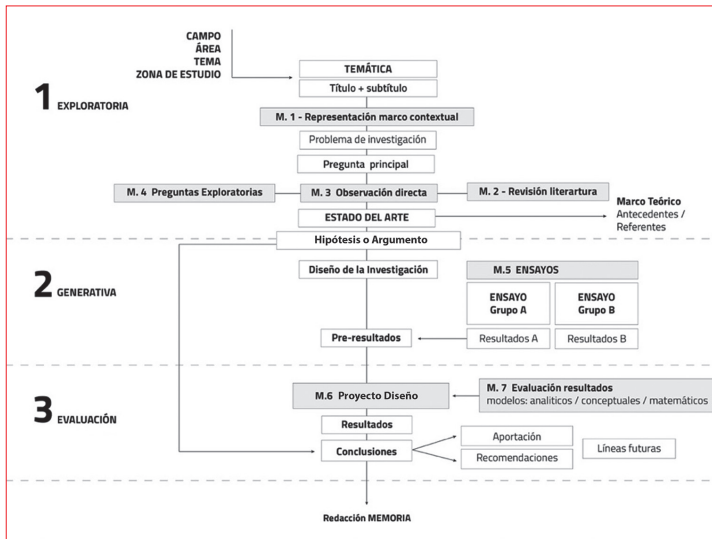 CAMPO
ÁREA
TEMA
ZONA DE ESTUDIO
1 EXPLORATORIA
TEMÁTICA
Título + subtítulo
M. 1 - Representación marco contextual
Problema de investigación
Pregunta principal
M. 4 Preguntas Exploratorias
M. 3 Observación directa
M. 2 - Revisión literartura
ESTADO DEL ARTE
Marco Teórico
Antecedentes /
Referentes
Hipótesis o Argumento
2 GENERATIVA
Diseño de la Investigación
M.5 ENSAYOS
ENSAYO
Grupo A
ENSAYO
Grupo B
Pre-resultados
Resultados A
Resultados B
3 EVALUACIÓN
M.6 Proyecto Diseño
M. 7 Evaluación resultados
modelos: analiticos / conceptuales / matemáticos
Resultados
Conclusiones
Aportación
Recomendaciones
Líneas futuras
Redacción MEMORIA